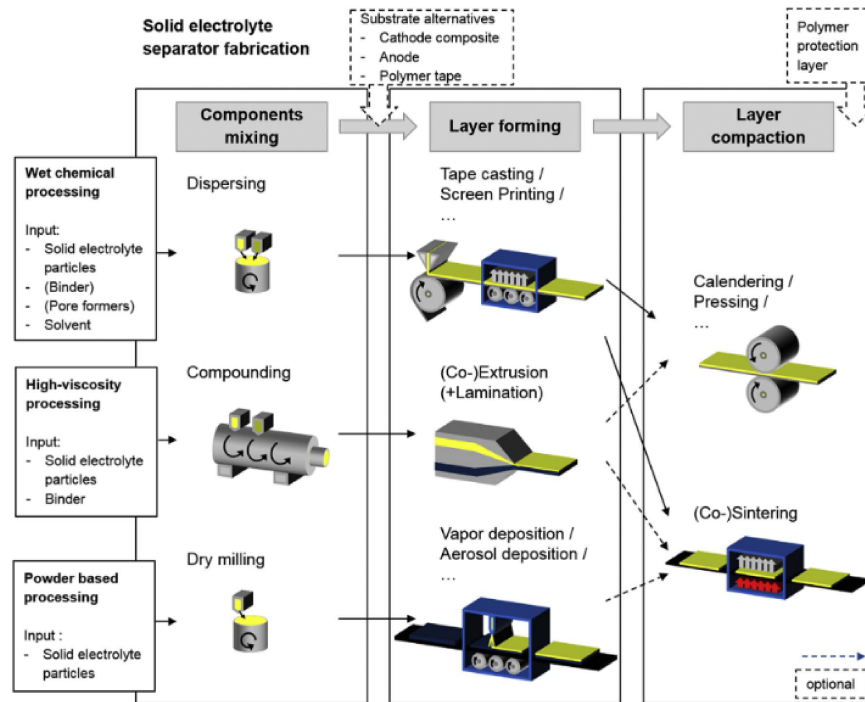 Solid electrolyte
separator fabrication
Substrate alternatives
- Cathode composite
- Anode
- Polymer tape
Polymer
protection
layer
Components
mixing
Layer forming
Layer
compaction
Wet chemical
processing
Input:
- Solid electrolyte
particles
- (Binder)
- (Pore formers)
- Solvent
Dispersing
Tape casting /
Screen Printing /
...
Calendering /
Pressing /
...
High-viscosity
processing
Input:
- Solid electrolyte
particles
- Binder
Compounding
(Co-)Extrusion
(+Lamination)
(Co-)Sintering
Powder based
processing
Input :
- Solid electrolyte
particles
Dry milling
Vapor deposition /
Aerosol deposition /
...
optional